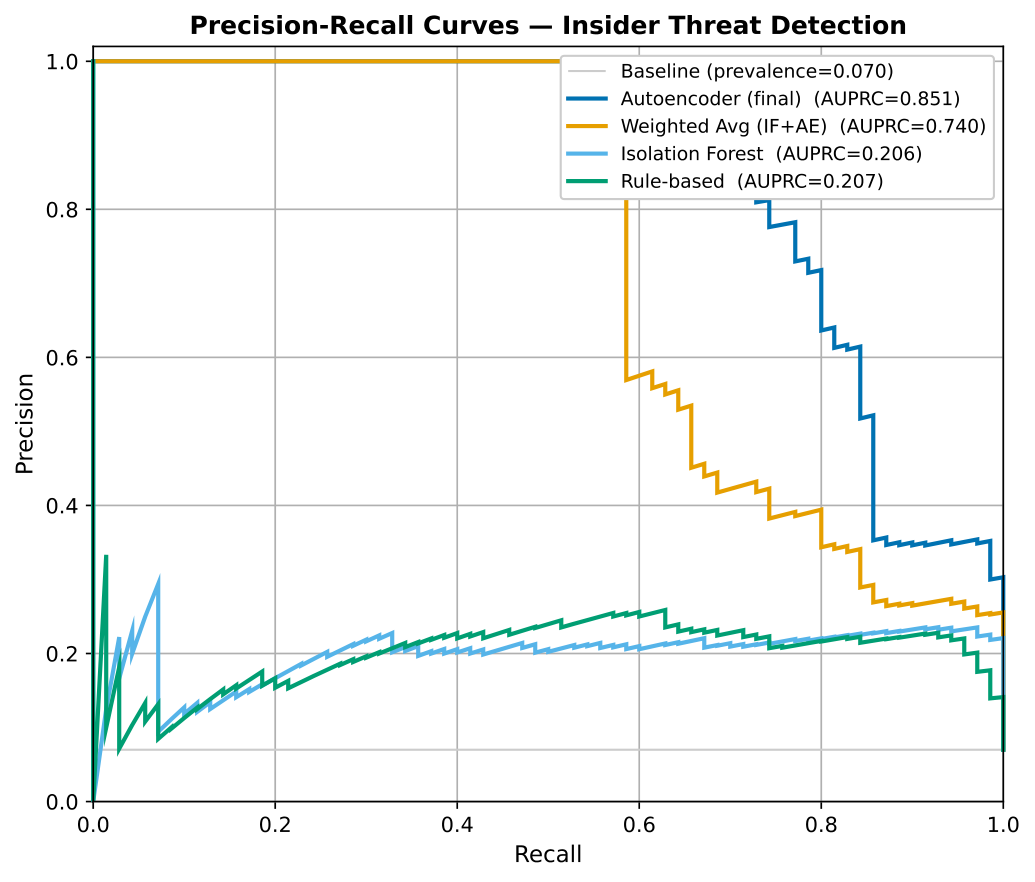 Precision-Recall Curves — Insider Threat Detection
Baseline (prevalence=0.070)
Autoencoder (final)  (AUPRC=0.851)
Weighted Avg (IF+AE)  (AUPRC=0.740)
Isolation Forest  (AUPRC=0.206)
Rule-based  (AUPRC=0.207)
Precision
1.0
0.8
0.6
0.4
0.2
0.0
0.0 0.2 0.4 0.6 0.8 1.0
Recall